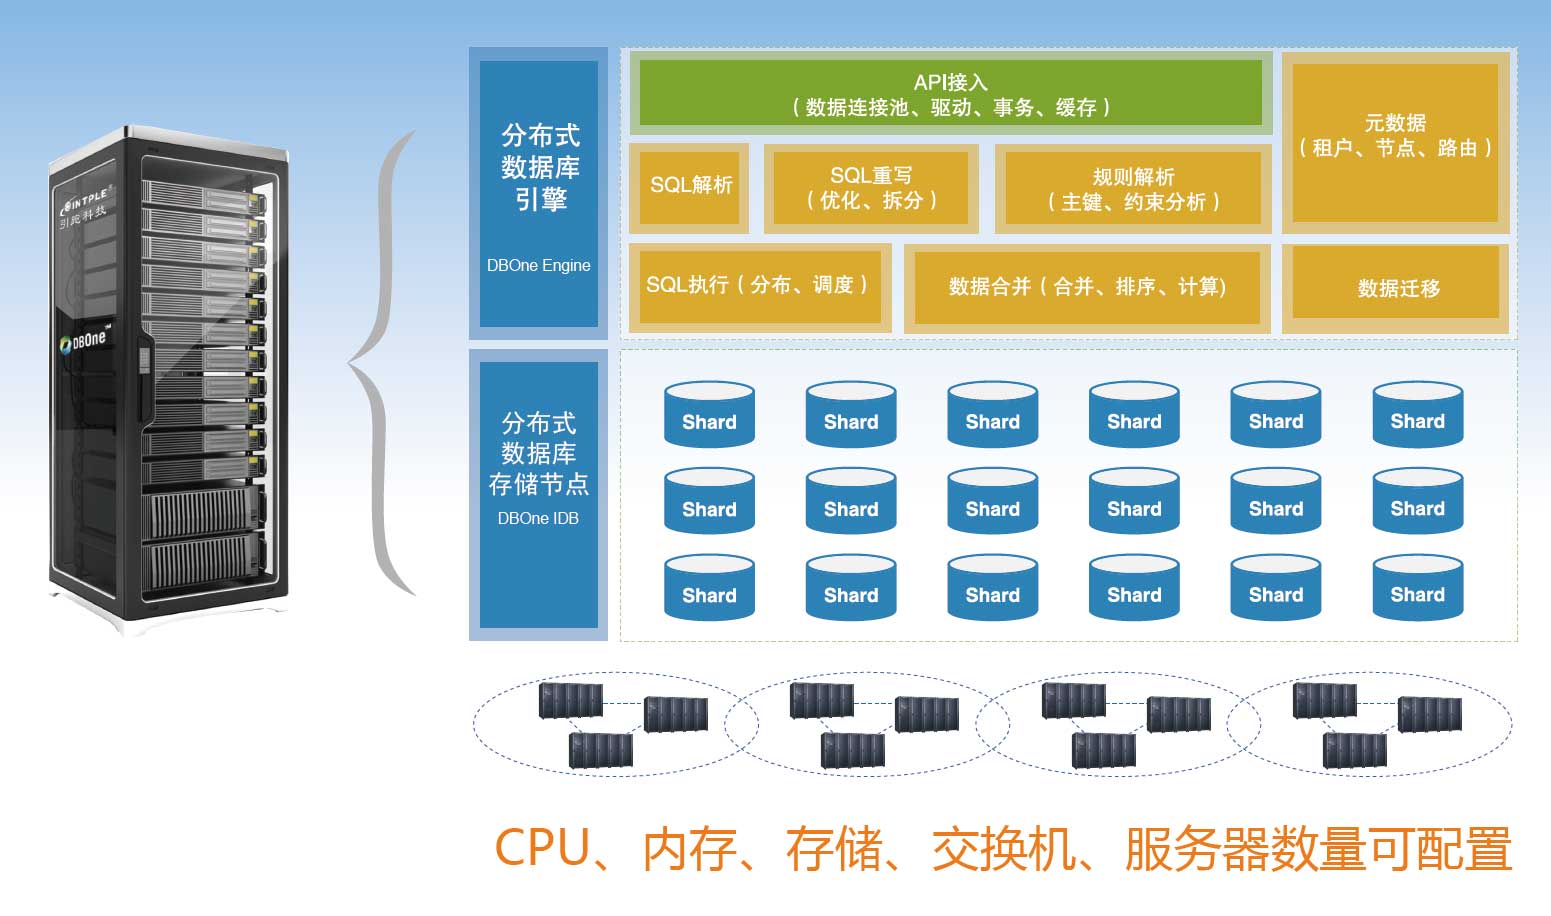 COINTPLE®
引跑科技
DBOne™
分布式
数据库
引擎
DBOne Engine
API接入
（数据连接池、驱动、事务、缓存）
元数据
（租户、节点、路由）
SQL解析
SQL重写
（优化、拆分）
规则解析
（主键、约束分析）
SQL执行（分布、调度）
数据合并（合并、排序、计算)
数据迁移
分布式
数据库
存储节点
DBOne IDB
Shard Shard Shard Shard Shard Shard
Shard Shard Shard Shard Shard Shard
Shard Shard Shard Shard Shard Shard
CPU、内存、存储、交换机、服务器数量可配置